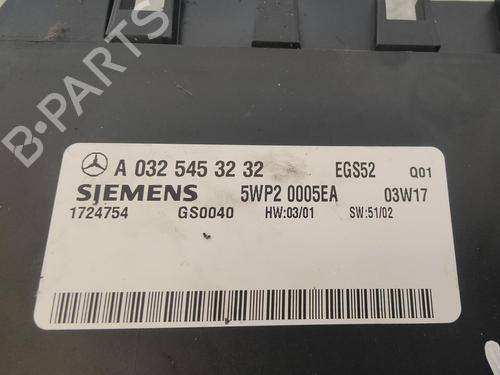 A 032 545 32 32 EGS52 Q01
SIEMENS 5WP2 0005EA 03W17
1724754 GS0040 HW:03/01 SW:51/02
B-PARTS